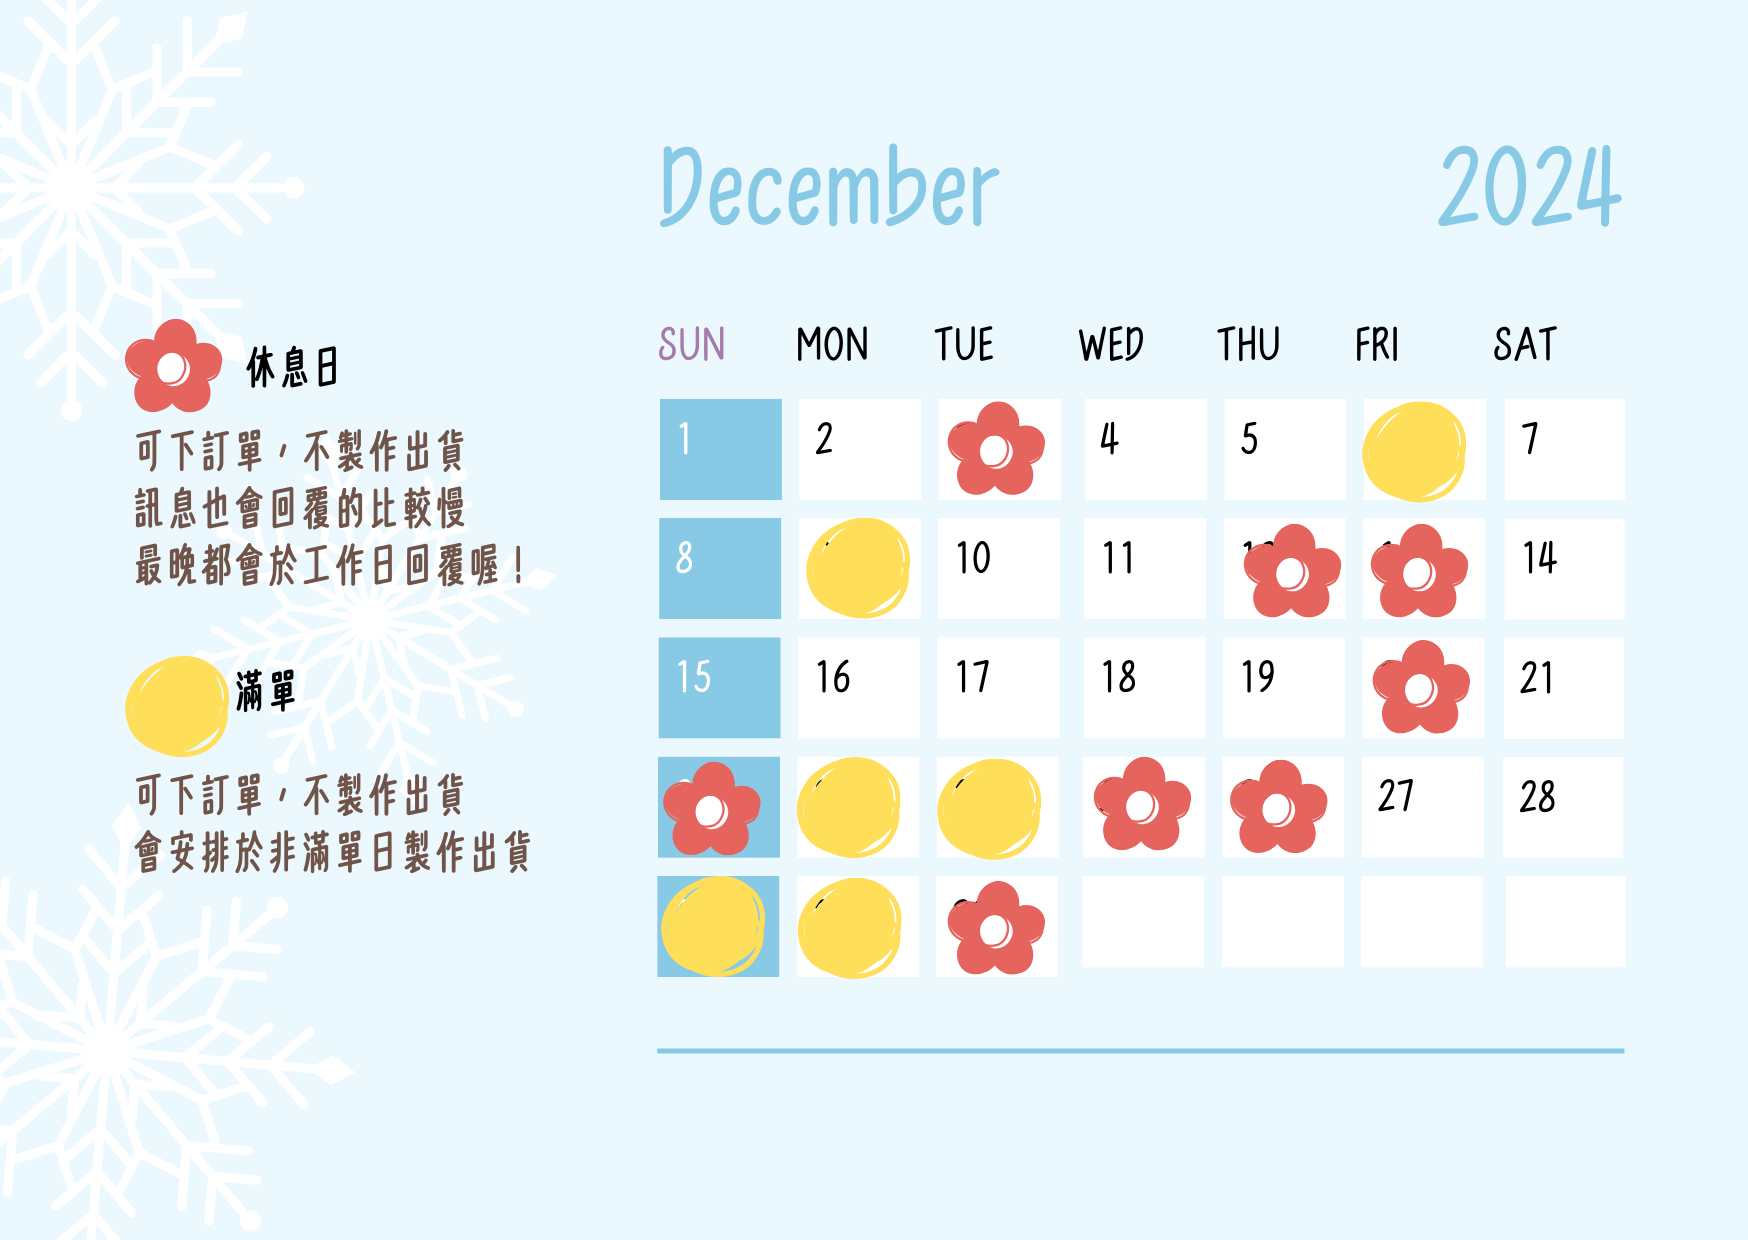 December 2024
SUN MON TUE WED THU FRI SAT
1 2 4 5 7
8 10 11 14
15 16 17 18 19 21
27 28
休息日
可下訂單，不製作出貨
訊息也會回覆的比較慢
最晚都會於工作日回覆喔！
滿單
可下訂單，不製作出貨
會安排於非滿單日製作出貨